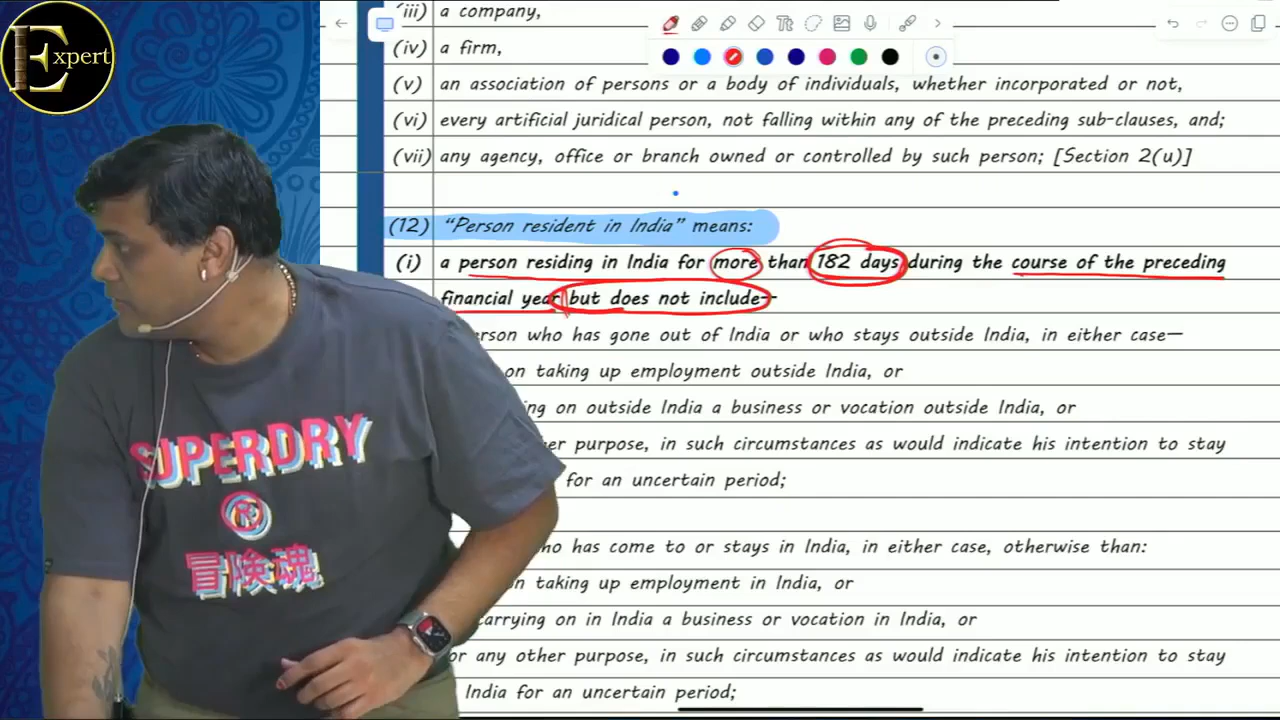 Expert
(iii) a company,
(iv) a firm,
(v) an association of persons or a body of individuals, whether incorporated or not,
(vi) every artificial juridical person, not falling within any of the preceding sub-clauses, and;
(vii) any agency, office or branch owned or controlled by such person; [Section 2(u)]
(12) “Person resident in India” means:
(i) a person residing in India for more than 182 days during the course of the preceding
financial year but does not include—
who has gone out of India or who stays outside India, in either case—
on taking up employment outside India, or
on outside India a business or vocation outside India, or
purpose, in such circumstances as would indicate his intention to stay
for an uncertain period;
has come to or stays in India, in either case, otherwise than:
taking up employment in India, or
carrying on in India a business or vocation in India, or
or any other purpose, in such circumstances as would indicate his intention to stay
India for an uncertain period;
SUPERDRY
冒険魂